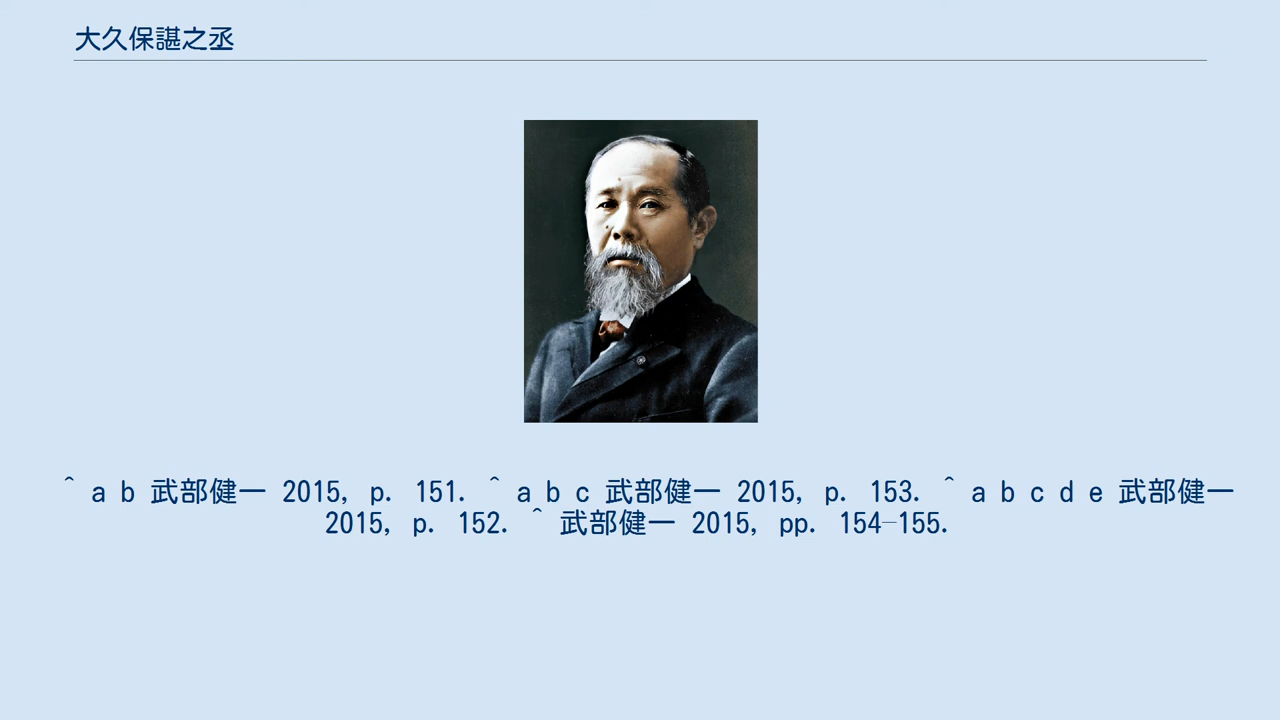 大久保諶之丞
^ a b 武部健一 2015, p. 151. ^ a b c 武部健一 2015, p. 153. ^ a b c d e 武部健一
2015, p. 152. ^ 武部健一 2015, pp. 154–155.